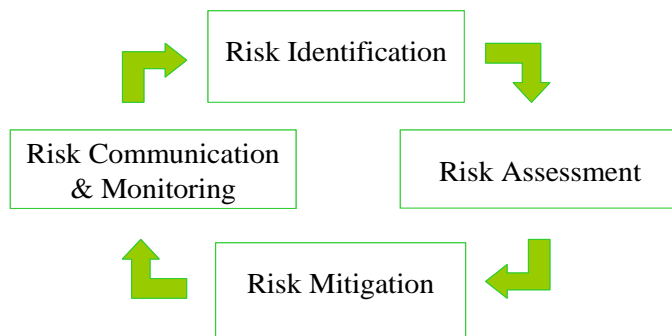 Risk Identification
Risk Communication
& Monitoring
Risk Assessment
Risk Mitigation